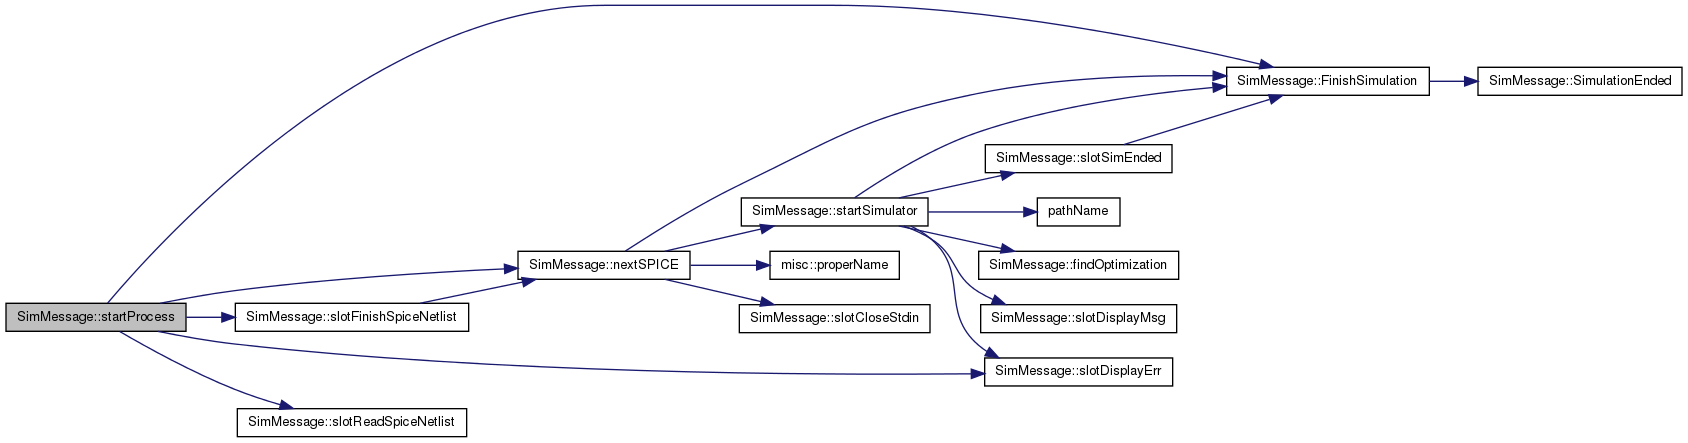 SimMessage::FinishSimulation
SimMessage::SimulationEnded
SimMessage::slotSimEnded
SimMessage::startSimulator
pathName
SimMessage::nextSPICE
misc::properName
SimMessage::findOptimization
SimMessage::startProcess
SimMessage::slotFinishSpiceNetlist
SimMessage::slotCloseStdin
SimMessage::slotDisplayMsg
SimMessage::slotDisplayErr
SimMessage::slotReadSpiceNetlist